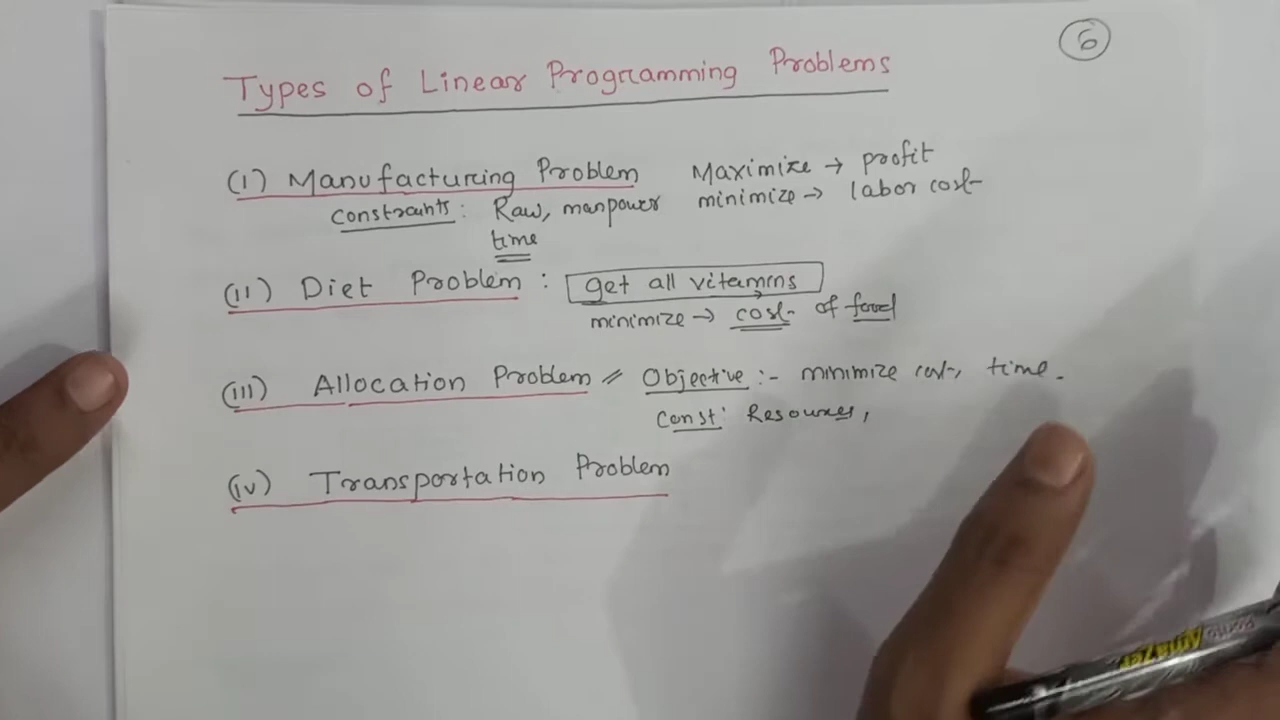 6
Types of Linear Programming Problems
(i) Manufacturing Problem Maximize → profit
Constraints: Raw, manpower minimize → labor cost
time
(ii) Diet Problem : get all vitamins
minimize → cost of food
(iii) Allocation Problem Objective :- minimize cost, time.
Const: Resources,
(iv) Transportation Problem
Amazer